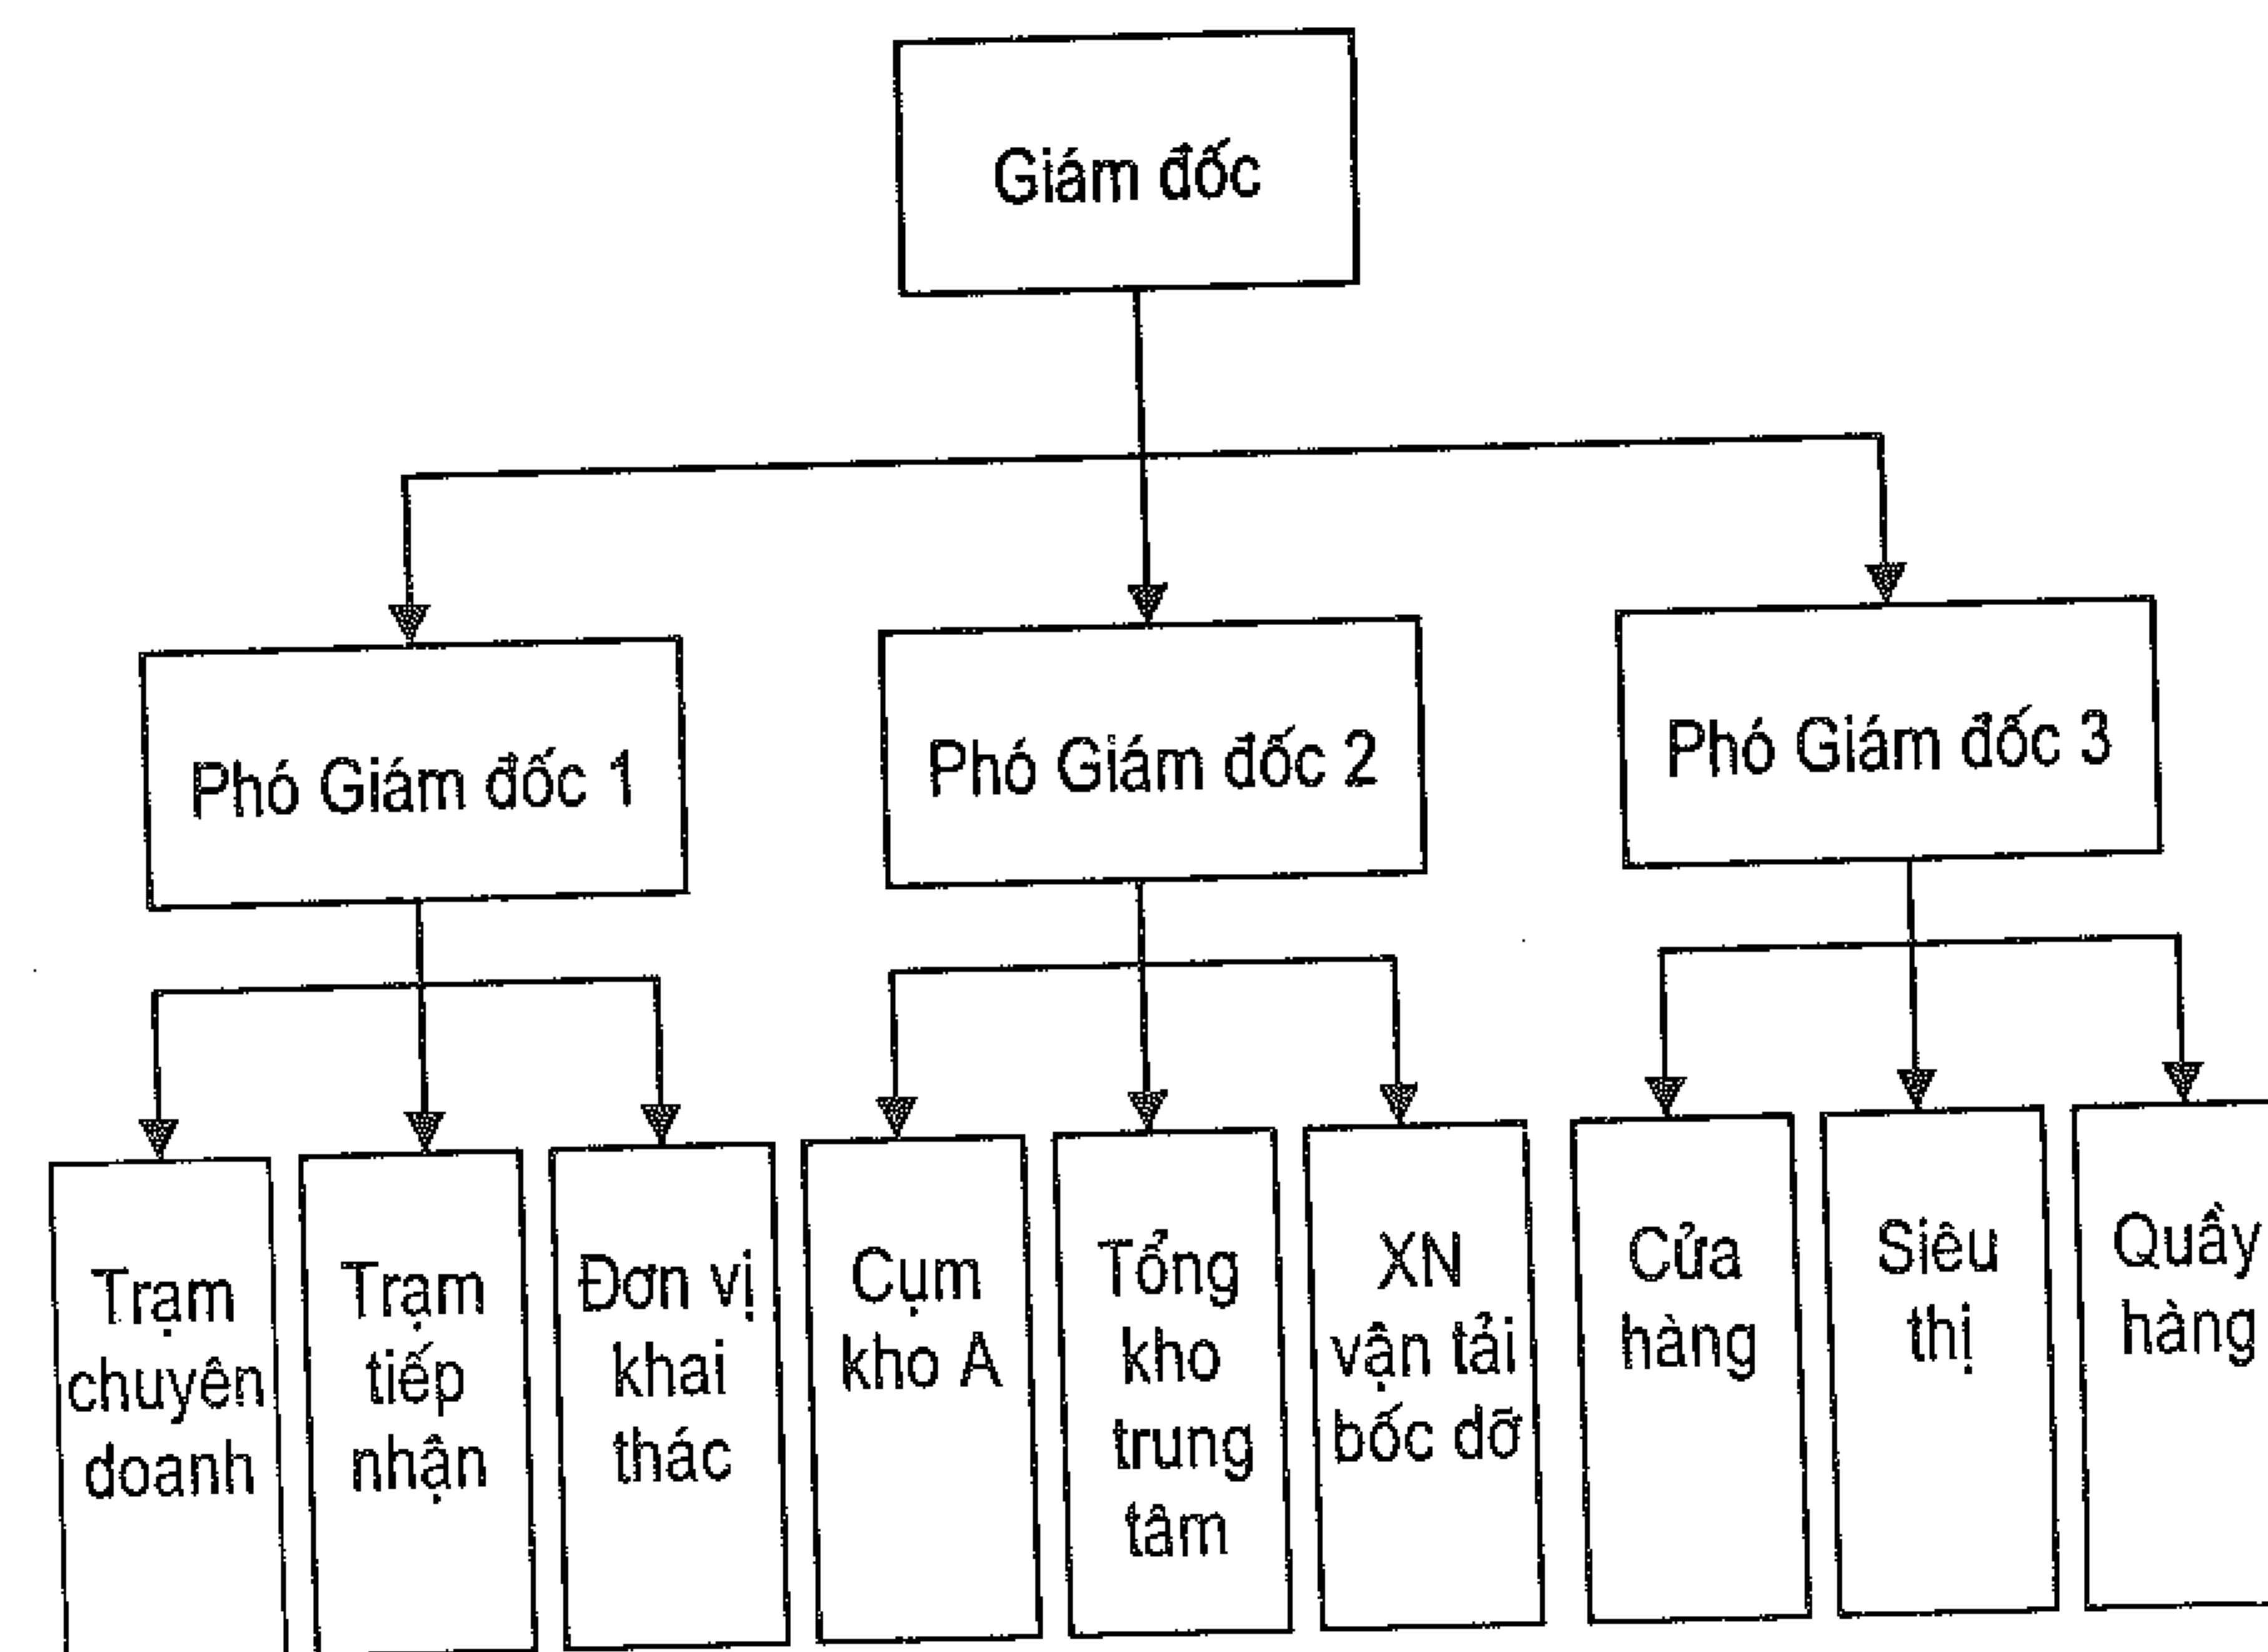 Giám đốc
Phó Giám đốc 1
Phó Giám đốc 2
Phó Giám đốc 3
Trạm
chuyên
doanh
Trạm
tiếp
nhận
Đơn vị
khai
thác
Cụm
kho A
Tổng
kho
trung
tâm
XN
vận tải
bốc dỡ
Cửa
hàng
Siêu
thị
Quầy
hàng